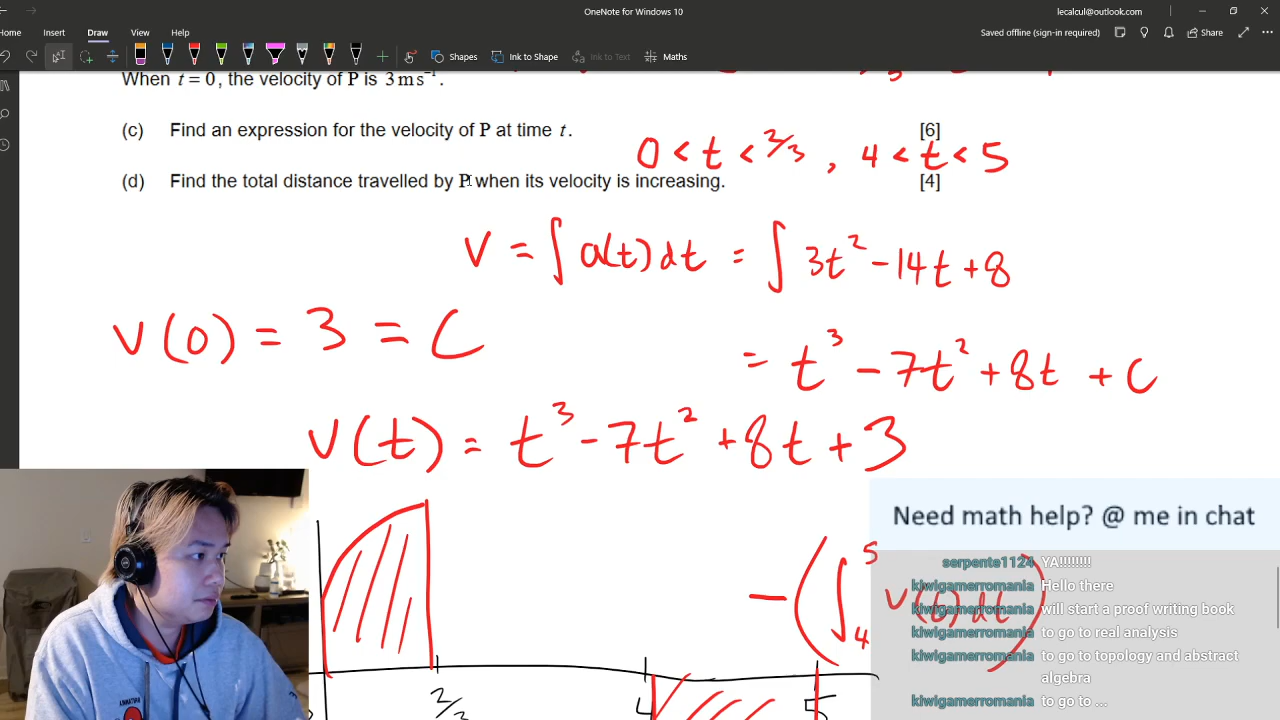 OneNote for Windows 10
lecalcul@outlook.com
Home Insert Draw View Help
Saved offline (sign-in required)
Share
Shapes Ink to Shape Ink to Text Maths
When t = 0, the velocity of P is 3 m s⁻¹.
(c) Find an expression for the velocity of P at time t. [6]
0 < t < 2/3 , 4 < t < 5
(d) Find the total distance travelled by P when its velocity is increasing. [4]
v = ∫ a(t) dt = ∫ 3t² - 14t + 8
v(0) = 3 = C
= t³ - 7t² + 8t + C
v(t) = t³ - 7t² + 8t + 3
Need math help? @ me in chat
- ( ∫₄⁵ v(t) dt )
serpente1124 YA!!!!!!!!
kiwigamerromania Hello there
kiwigamerromania will start a proof writing book
kiwigamerromania to go to real analysis
kiwigamerromania to go to topology and abstract
algebra
kiwigamerromania to go to ...
2/3 4 5